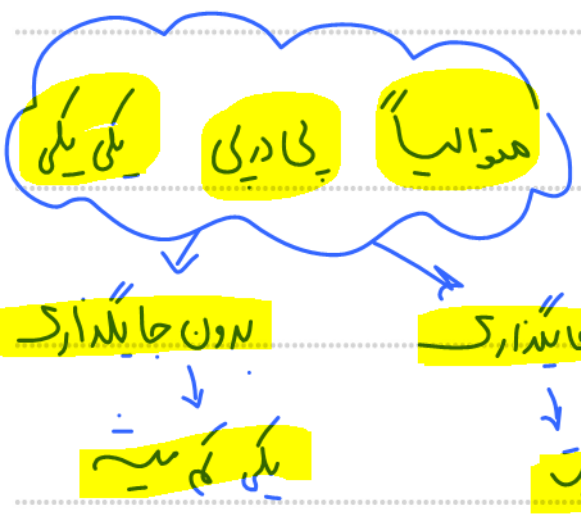 متوالیاً پی در پی یکی یکی
جایگذاری بدون جایگذاری
یکی کم میشه